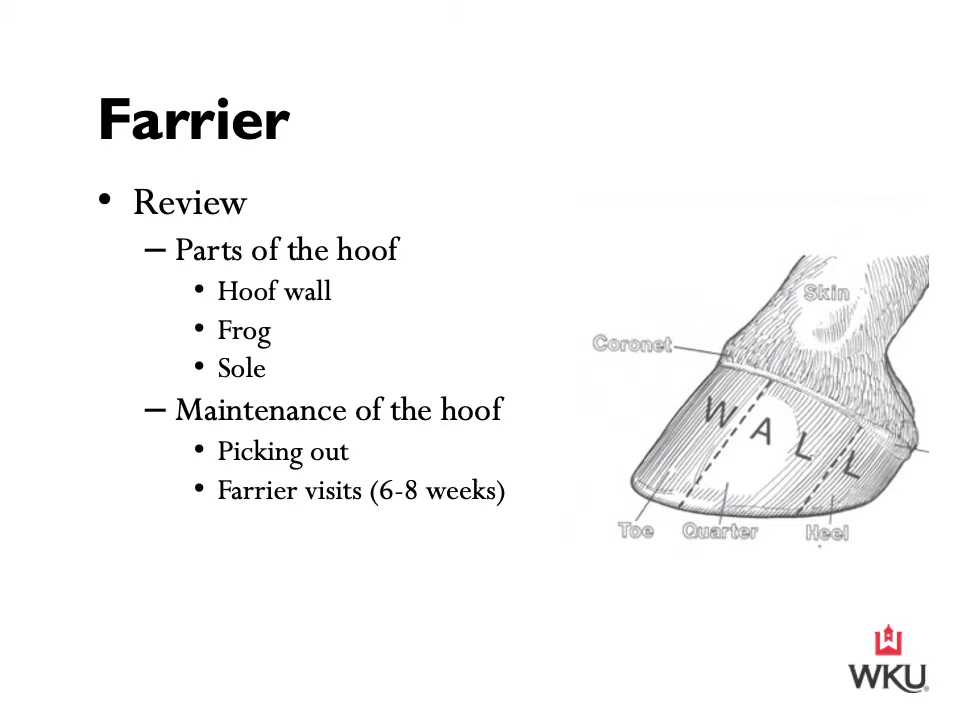 Farrier
• Review
– Parts of the hoof
• Hoof wall
• Frog
• Sole
– Maintenance of the hoof
• Picking out
• Farrier visits (6-8 weeks)
Skin
Coronet
WALL
Toe
Quarter
Heel
WKU®